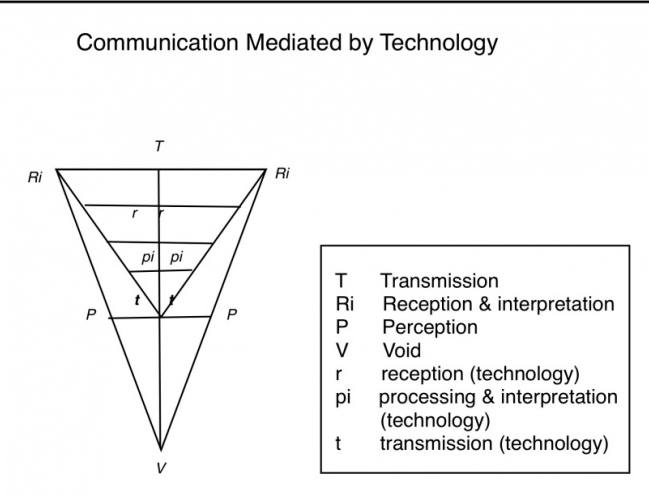 Communication Mediated by Technology
T
Ri Ri
r r
pi pi
t t
P P
V
T Transmission
Ri Reception & interpretation
P Perception
V Void
r reception (technology)
pi processing & interpretation
(technology)
t transmission (technology)